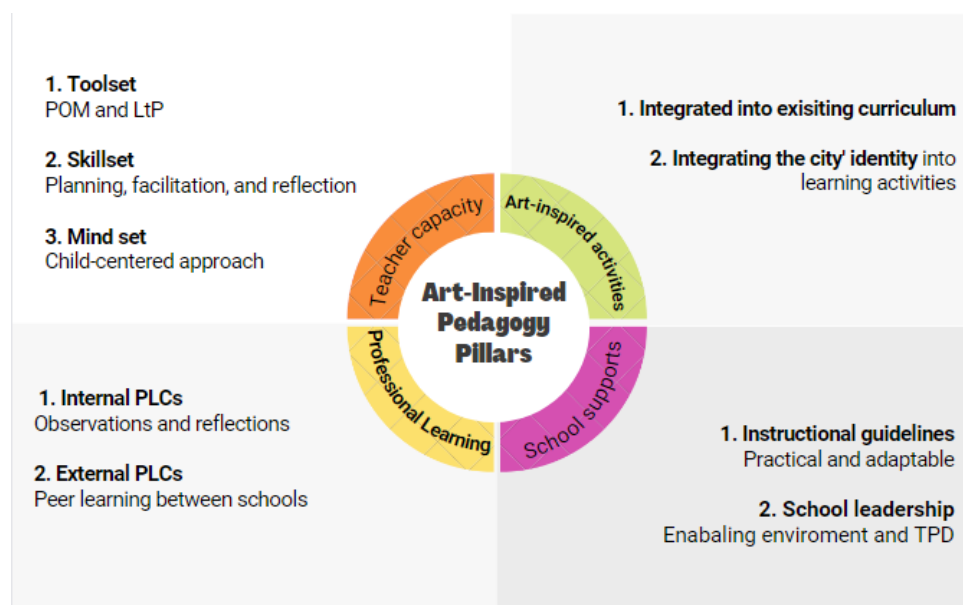 1. Toolset
POM and LtP
2. Skillset
Planning, facilitation, and reflection
3. Mind set
Child-centered approach
1. Integrated into exisiting curriculum
2. Integrating the city' identity into
learning activities
Teacher capacity
Art-inspired activities
Art-Inspired
Pedagogy
Pillars
Professional Learning
School supports
1. Internal PLCs
Observations and reflections
2. External PLCs
Peer learning between schools
1. Instructional guidelines
Practical and adaptable
2. School leadership
Enabaling enviroment and TPD